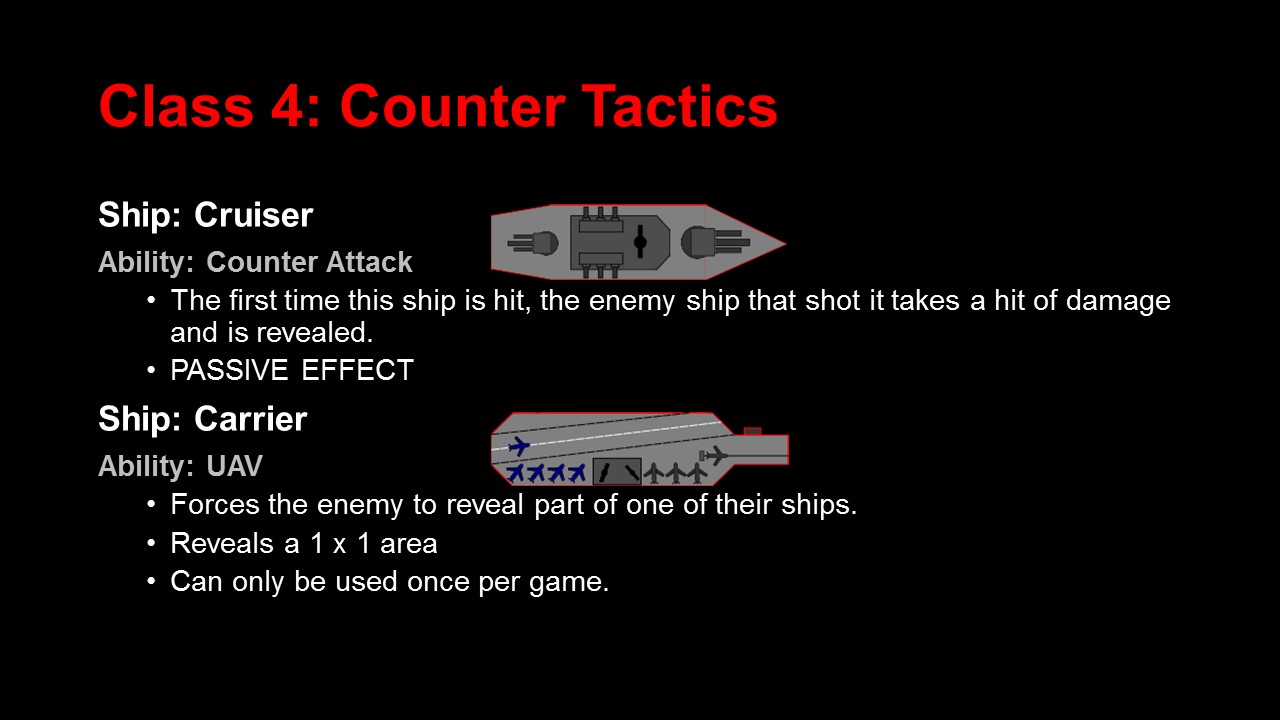 Class 4: Counter Tactics
Ship: Cruiser
Ability: Counter Attack
• The first time this ship is hit, the enemy ship that shot it takes a hit of damage
and is revealed.
• PASSIVE EFFECT
Ship: Carrier
Ability: UAV
• Forces the enemy to reveal part of one of their ships.
• Reveals a 1 x 1 area
• Can only be used once per game.